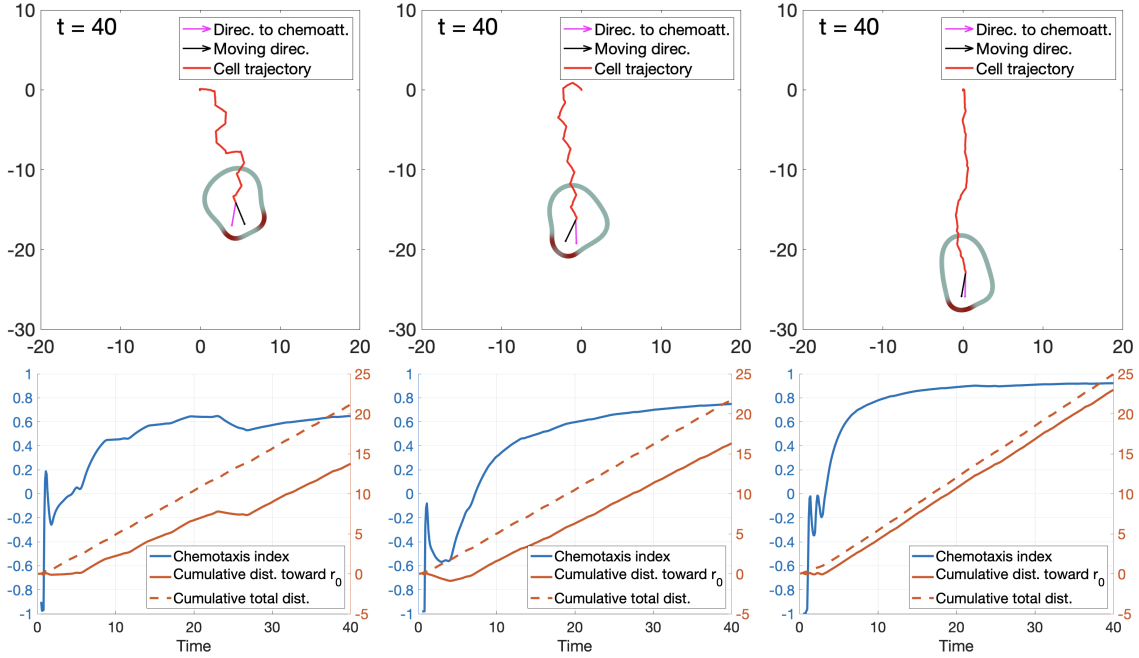 t = 40
Direc. to chemoatt.
Moving direc.
Cell trajectory
10
0
-10
-20
-30
-20 -10 0 10 20
t = 40
Direc. to chemoatt.
Moving direc.
Cell trajectory
10
0
-10
-20
-30
-20 -10 0 10 20
t = 40
Direc. to chemoatt.
Moving direc.
Cell trajectory
10
0
-10
-20
-30
-20 -10 0 10 20
1
0.8
0.6
0.4
0.2
0
-0.2
-0.4
-0.6
-0.8
-1
25
20
15
10
5
0
-5
Chemotaxis index
Cumulative dist. toward r0
Cumulative total dist.
0 10 20 30 40
Time
1
0.8
0.6
0.4
0.2
0
-0.2
-0.4
-0.6
-0.8
-1
25
20
15
10
5
0
-5
Chemotaxis index
Cumulative dist. toward r0
Cumulative total dist.
0 10 20 30 40
Time
1
0.8
0.6
0.4
0.2
0
-0.2
-0.4
-0.6
-0.8
-1
25
20
15
10
5
0
-5
Chemotaxis index
Cumulative dist. toward r0
Cumulative total dist.
0 10 20 30 40
Time